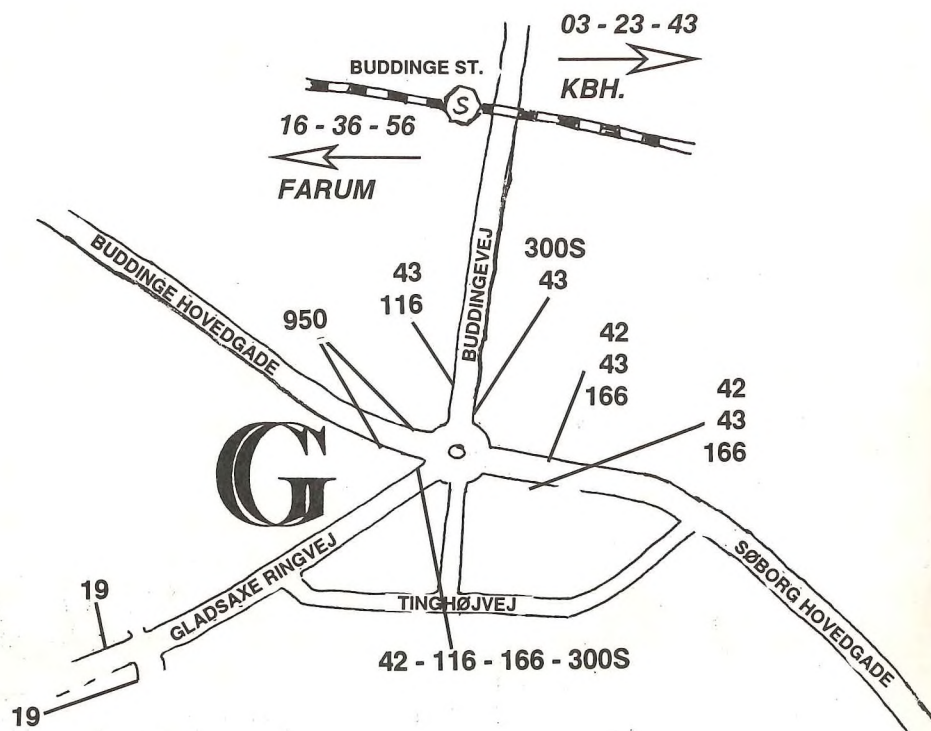 03 - 23 - 43
BUDDINGE ST.
KBH.
S
16 - 36 - 56
FARUM
BUDDINGE HOVEDGADE
BUDDINGEVEJ
43
116
300S
43
950
42
43
166
42
43
166
G
GLADSAXE RINGVEJ
SØBORG HOVEDGADE
19
TINGHØJVEJ
42 - 116 - 166 - 300S
19